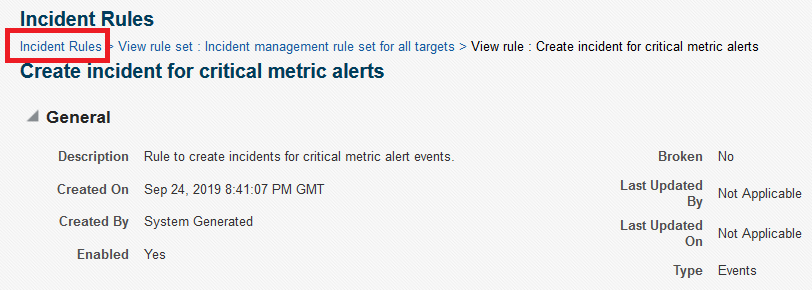 Incident Rules
Incident Rules > View rule set : Incident management rule set for all targets > View rule : Create incident for critical metric alerts
Create incident for critical metric alerts
General
Description Rule to create incidents for critical metric alert events.
Created On Sep 24, 2019 8:41:07 PM GMT
Created By System Generated
Enabled Yes
Broken No
Last Updated
By Not Applicable
Last Updated
On Not Applicable
Type Events